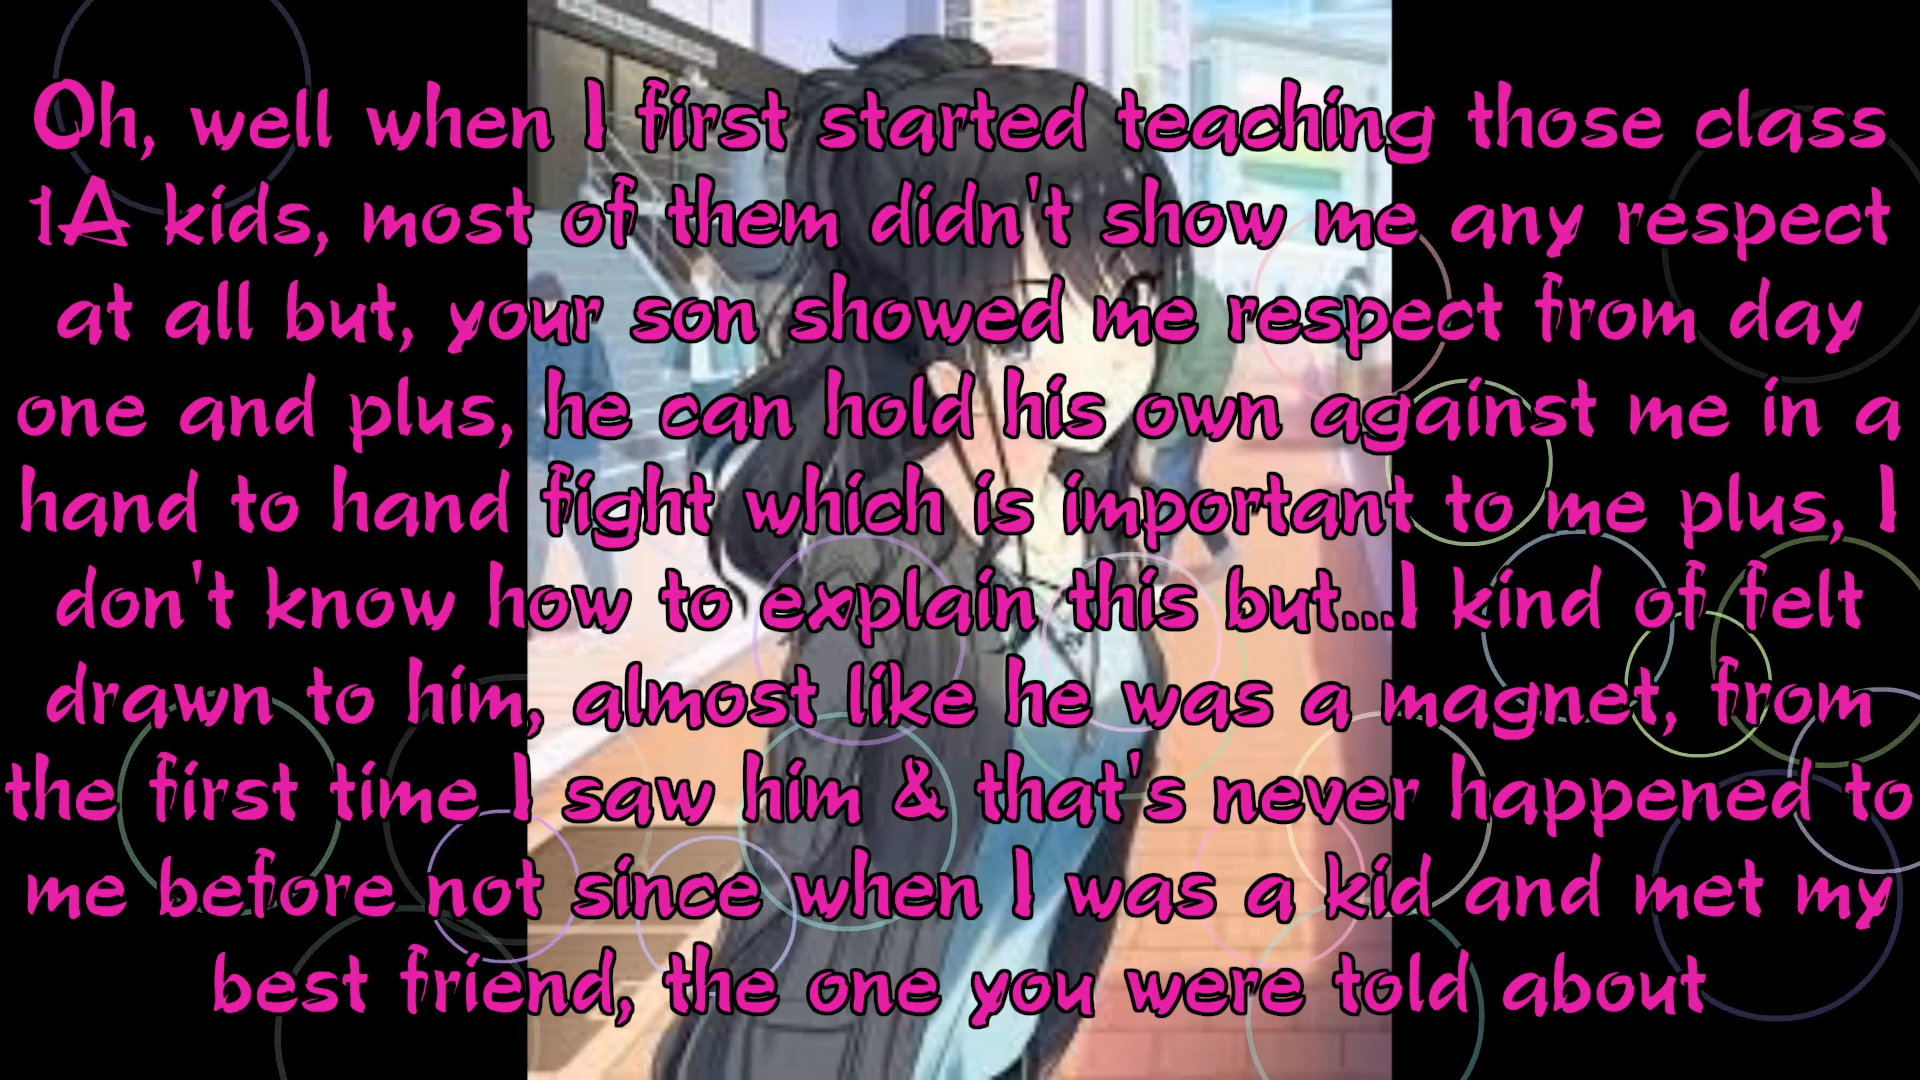 Oh, well when I first started teaching those class
1A kids, most of them didn't show me any respect
at all but, your son showed me respect from day
one and plus, he can hold his own against me in a
hand to hand fight which is important to me plus, I
don't know how to explain this but...I kind of felt
drawn to him, almost like he was a magnet, from
the first time I saw him & that's never happened to
me before not since when I was a kid and met my
best friend, the one you were told about